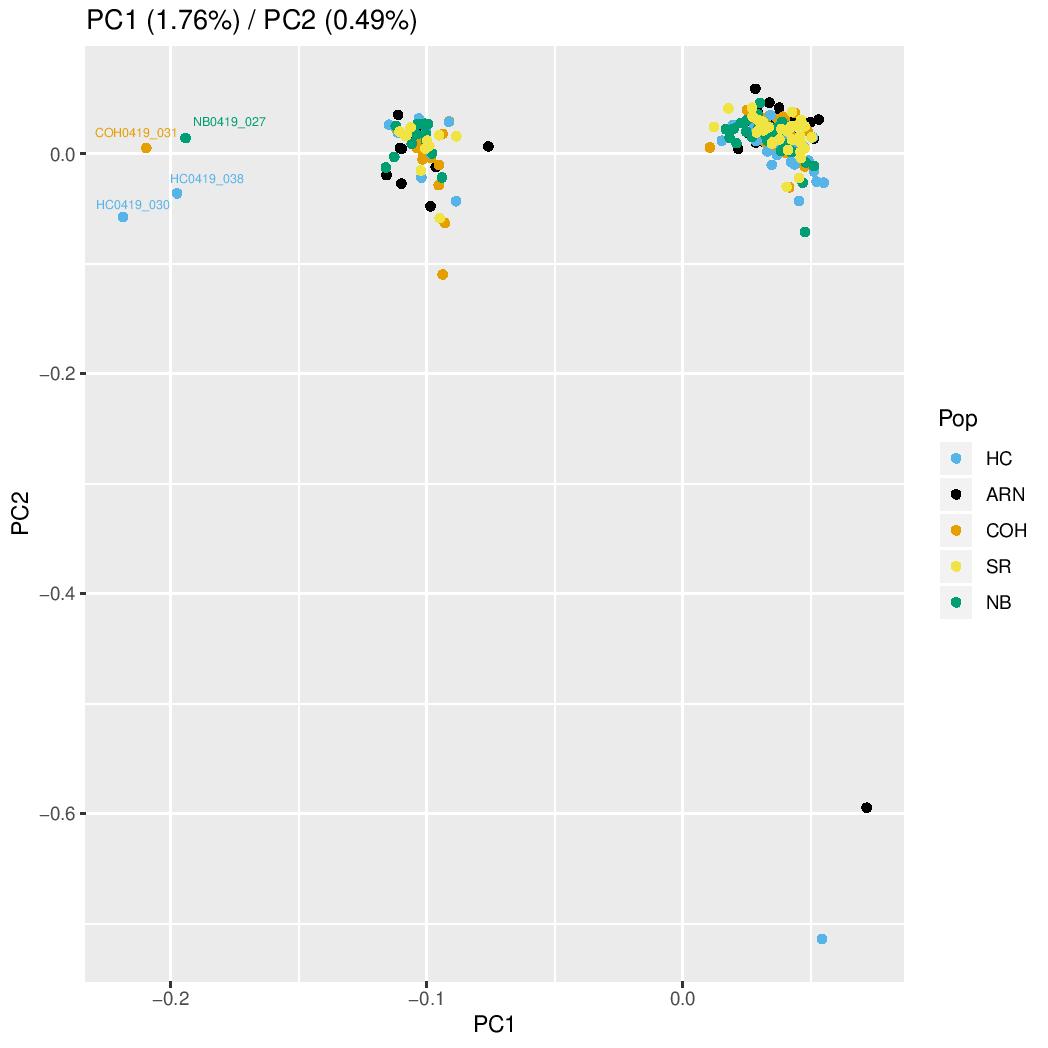 PC1 (1.76%) / PC2 (0.49%)
NB0419_027
COH0419_031
HC0419_038
HC0419_030
0.0
−0.2
−0.4
−0.6
PC2
−0.2
−0.1
0.0
PC1
Pop
HC
ARN
COH
SR
NB